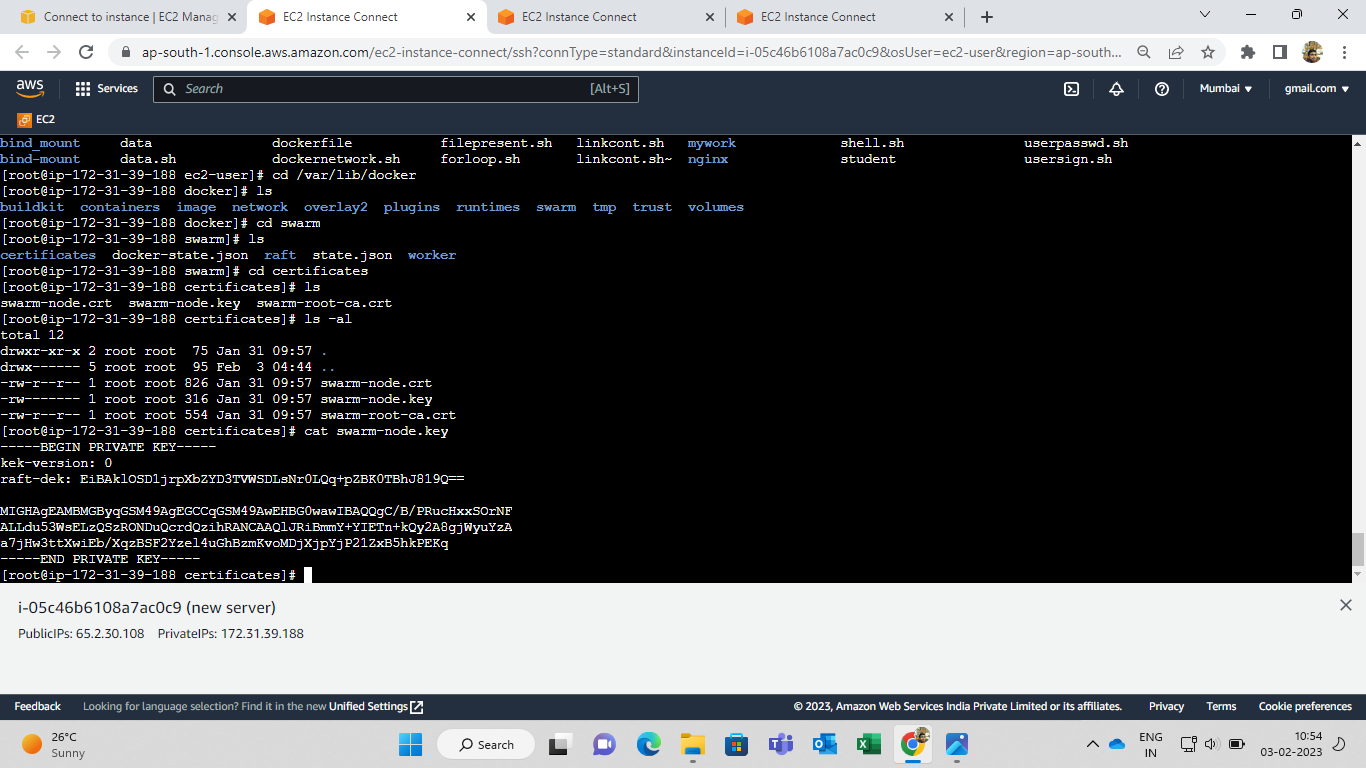 Connect to instance | EC2 Manag
EC2 Instance Connect
EC2 Instance Connect
EC2 Instance Connect
ap-south-1.console.aws.amazon.com/ec2-instance-connect/ssh?connType=standard&instanceId=i-05c46b6108a7ac0c9&osUser=ec2-user&region=ap-south...
aws Services Search [Alt+S] Mumbai gmail.com
EC2
bind_mount data dockerfile filepresent.sh linkcont.sh mywork shell.sh userpasswd.sh
bind-mount data.sh dockernetwork.sh forloop.sh linkcont.sh~ nginx student usersign.sh
[root@ip-172-31-39-188 ec2-user]# cd /var/lib/docker
[root@ip-172-31-39-188 docker]# ls
buildkit containers image network overlay2 plugins runtimes swarm tmp trust volumes
[root@ip-172-31-39-188 docker]# cd swarm
[root@ip-172-31-39-188 swarm]# ls
certificates docker-state.json raft state.json worker
[root@ip-172-31-39-188 swarm]# cd certificates
[root@ip-172-31-39-188 certificates]# ls
swarm-node.crt swarm-node.key swarm-root-ca.crt
[root@ip-172-31-39-188 certificates]# ls -al
total 12
drwxr-xr-x 2 root root 75 Jan 31 09:57 .
drwx------ 5 root root 95 Feb 3 04:44 ..
-rw-r--r-- 1 root root 826 Jan 31 09:57 swarm-node.crt
-rw------- 1 root root 316 Jan 31 09:57 swarm-node.key
-rw-r--r-- 1 root root 554 Jan 31 09:57 swarm-root-ca.crt
[root@ip-172-31-39-188 certificates]# cat swarm-node.key
-----BEGIN PRIVATE KEY-----
kek-version: 0
raft-dek: EiBAklOSD1jrpXbZYD3TVWSDLsNr0LQq+pZBK0TBhJ819Q==
MIGHAgEAMBMGByqGSM49AgEGCCqGSM49AwEHBG0wawIBAQQgC/B/PRucHxxSOrNF
ALLdu53WsELzQSzRONDuQcrdQzihRANCAAQlJRiBmmY+YIETn+kQy2A8gjWyuYzA
a7jHw3ttXwiEb/XqzBSF2Yzel4uGhBzmKvoMDjXjpYjP21ZxB5hkPEKq
-----END PRIVATE KEY-----
[root@ip-172-31-39-188 certificates]#
i-05c46b6108a7ac0c9 (new server)
PublicIPs: 65.2.30.108 PrivateIPs: 172.31.39.188
Feedback Looking for language selection? Find it in the new Unified Settings © 2023, Amazon Web Services India Private Limited or its affiliates. Privacy Terms Cookie preferences
26°C
Sunny
Search
ENG
IN
10:54
03-02-2023